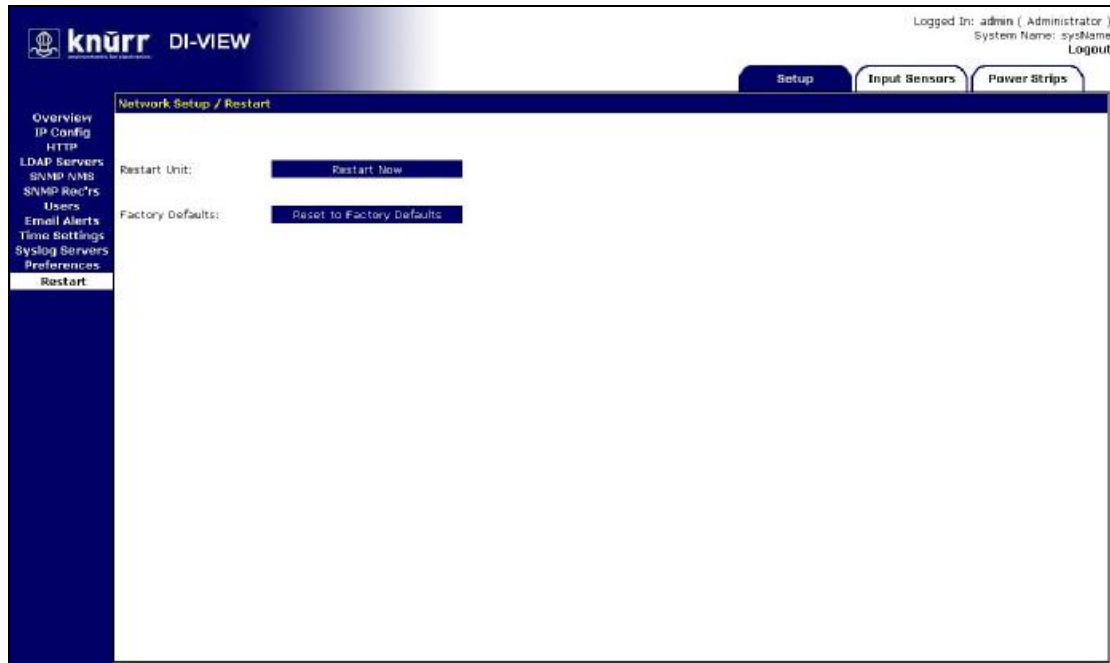 knürr DI-VIEW
Logged In: admin ( Administrator )
System Name: sysName
Logout
Setup
Input Sensors
Power Strips
Network Setup / Restart
Overview
IP Config
HTTP
LDAP Servers
SNMP NMS
SNMP Rec'rs
Users
Email Alerts
Time Settings
Syslog Servers
Preferences
Restart
Restart Unit:
Restart Now
Factory Defaults:
Reset to Factory Defaults